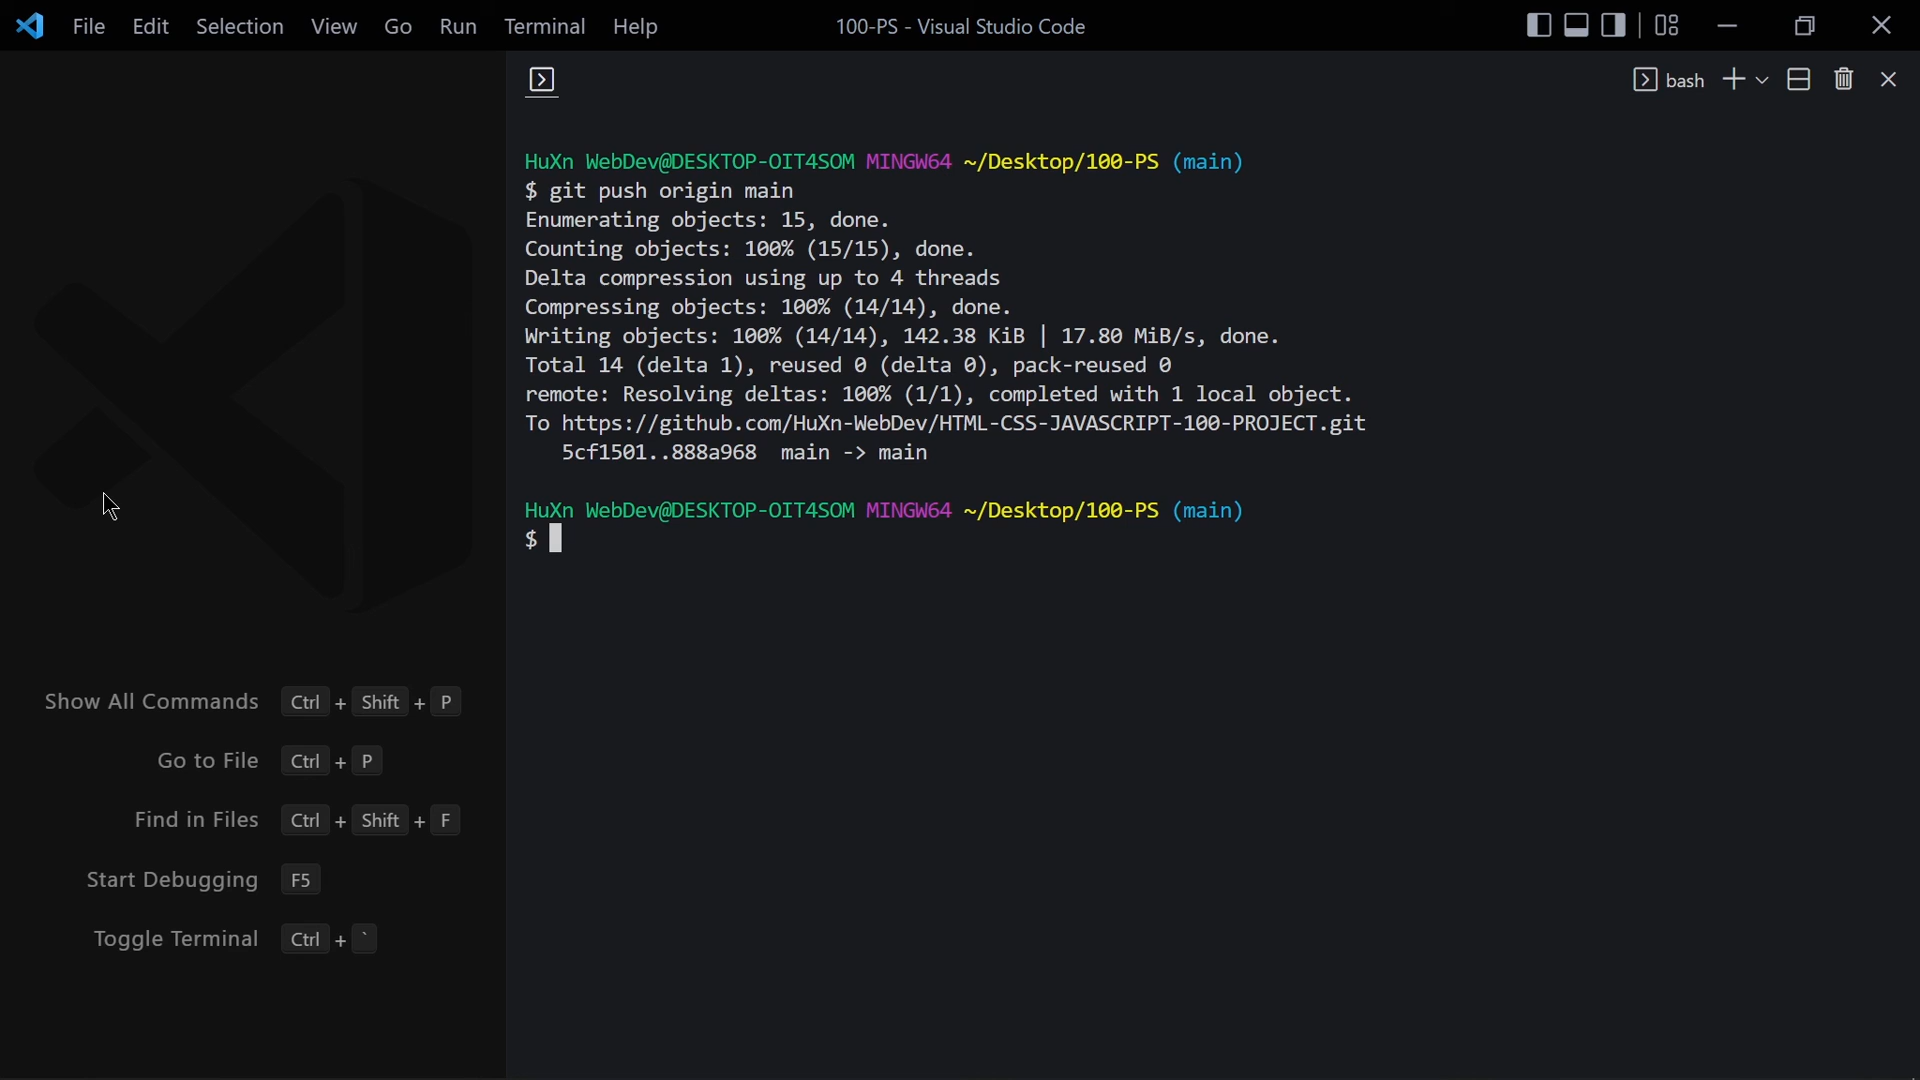 File Edit Selection View Go Run Terminal Help 100-PS - Visual Studio Code
bash
HuXn WebDev@DESKTOP-OIT4SOM MINGW64 ~/Desktop/100-PS (main)
$ git push origin main
Enumerating objects: 15, done.
Counting objects: 100% (15/15), done.
Delta compression using up to 4 threads
Compressing objects: 100% (14/14), done.
Writing objects: 100% (14/14), 142.38 KiB | 17.80 MiB/s, done.
Total 14 (delta 1), reused 0 (delta 0), pack-reused 0
remote: Resolving deltas: 100% (1/1), completed with 1 local object.
To https://github.com/HuXn-WebDev/HTML-CSS-JAVASCRIPT-100-PROJECT.git
5cf1501..888a968 main -> main
HuXn WebDev@DESKTOP-OIT4SOM MINGW64 ~/Desktop/100-PS (main)
$
Show All Commands Ctrl + Shift + P
Go to File Ctrl + P
Find in Files Ctrl + Shift + F
Start Debugging F5
Toggle Terminal Ctrl + `